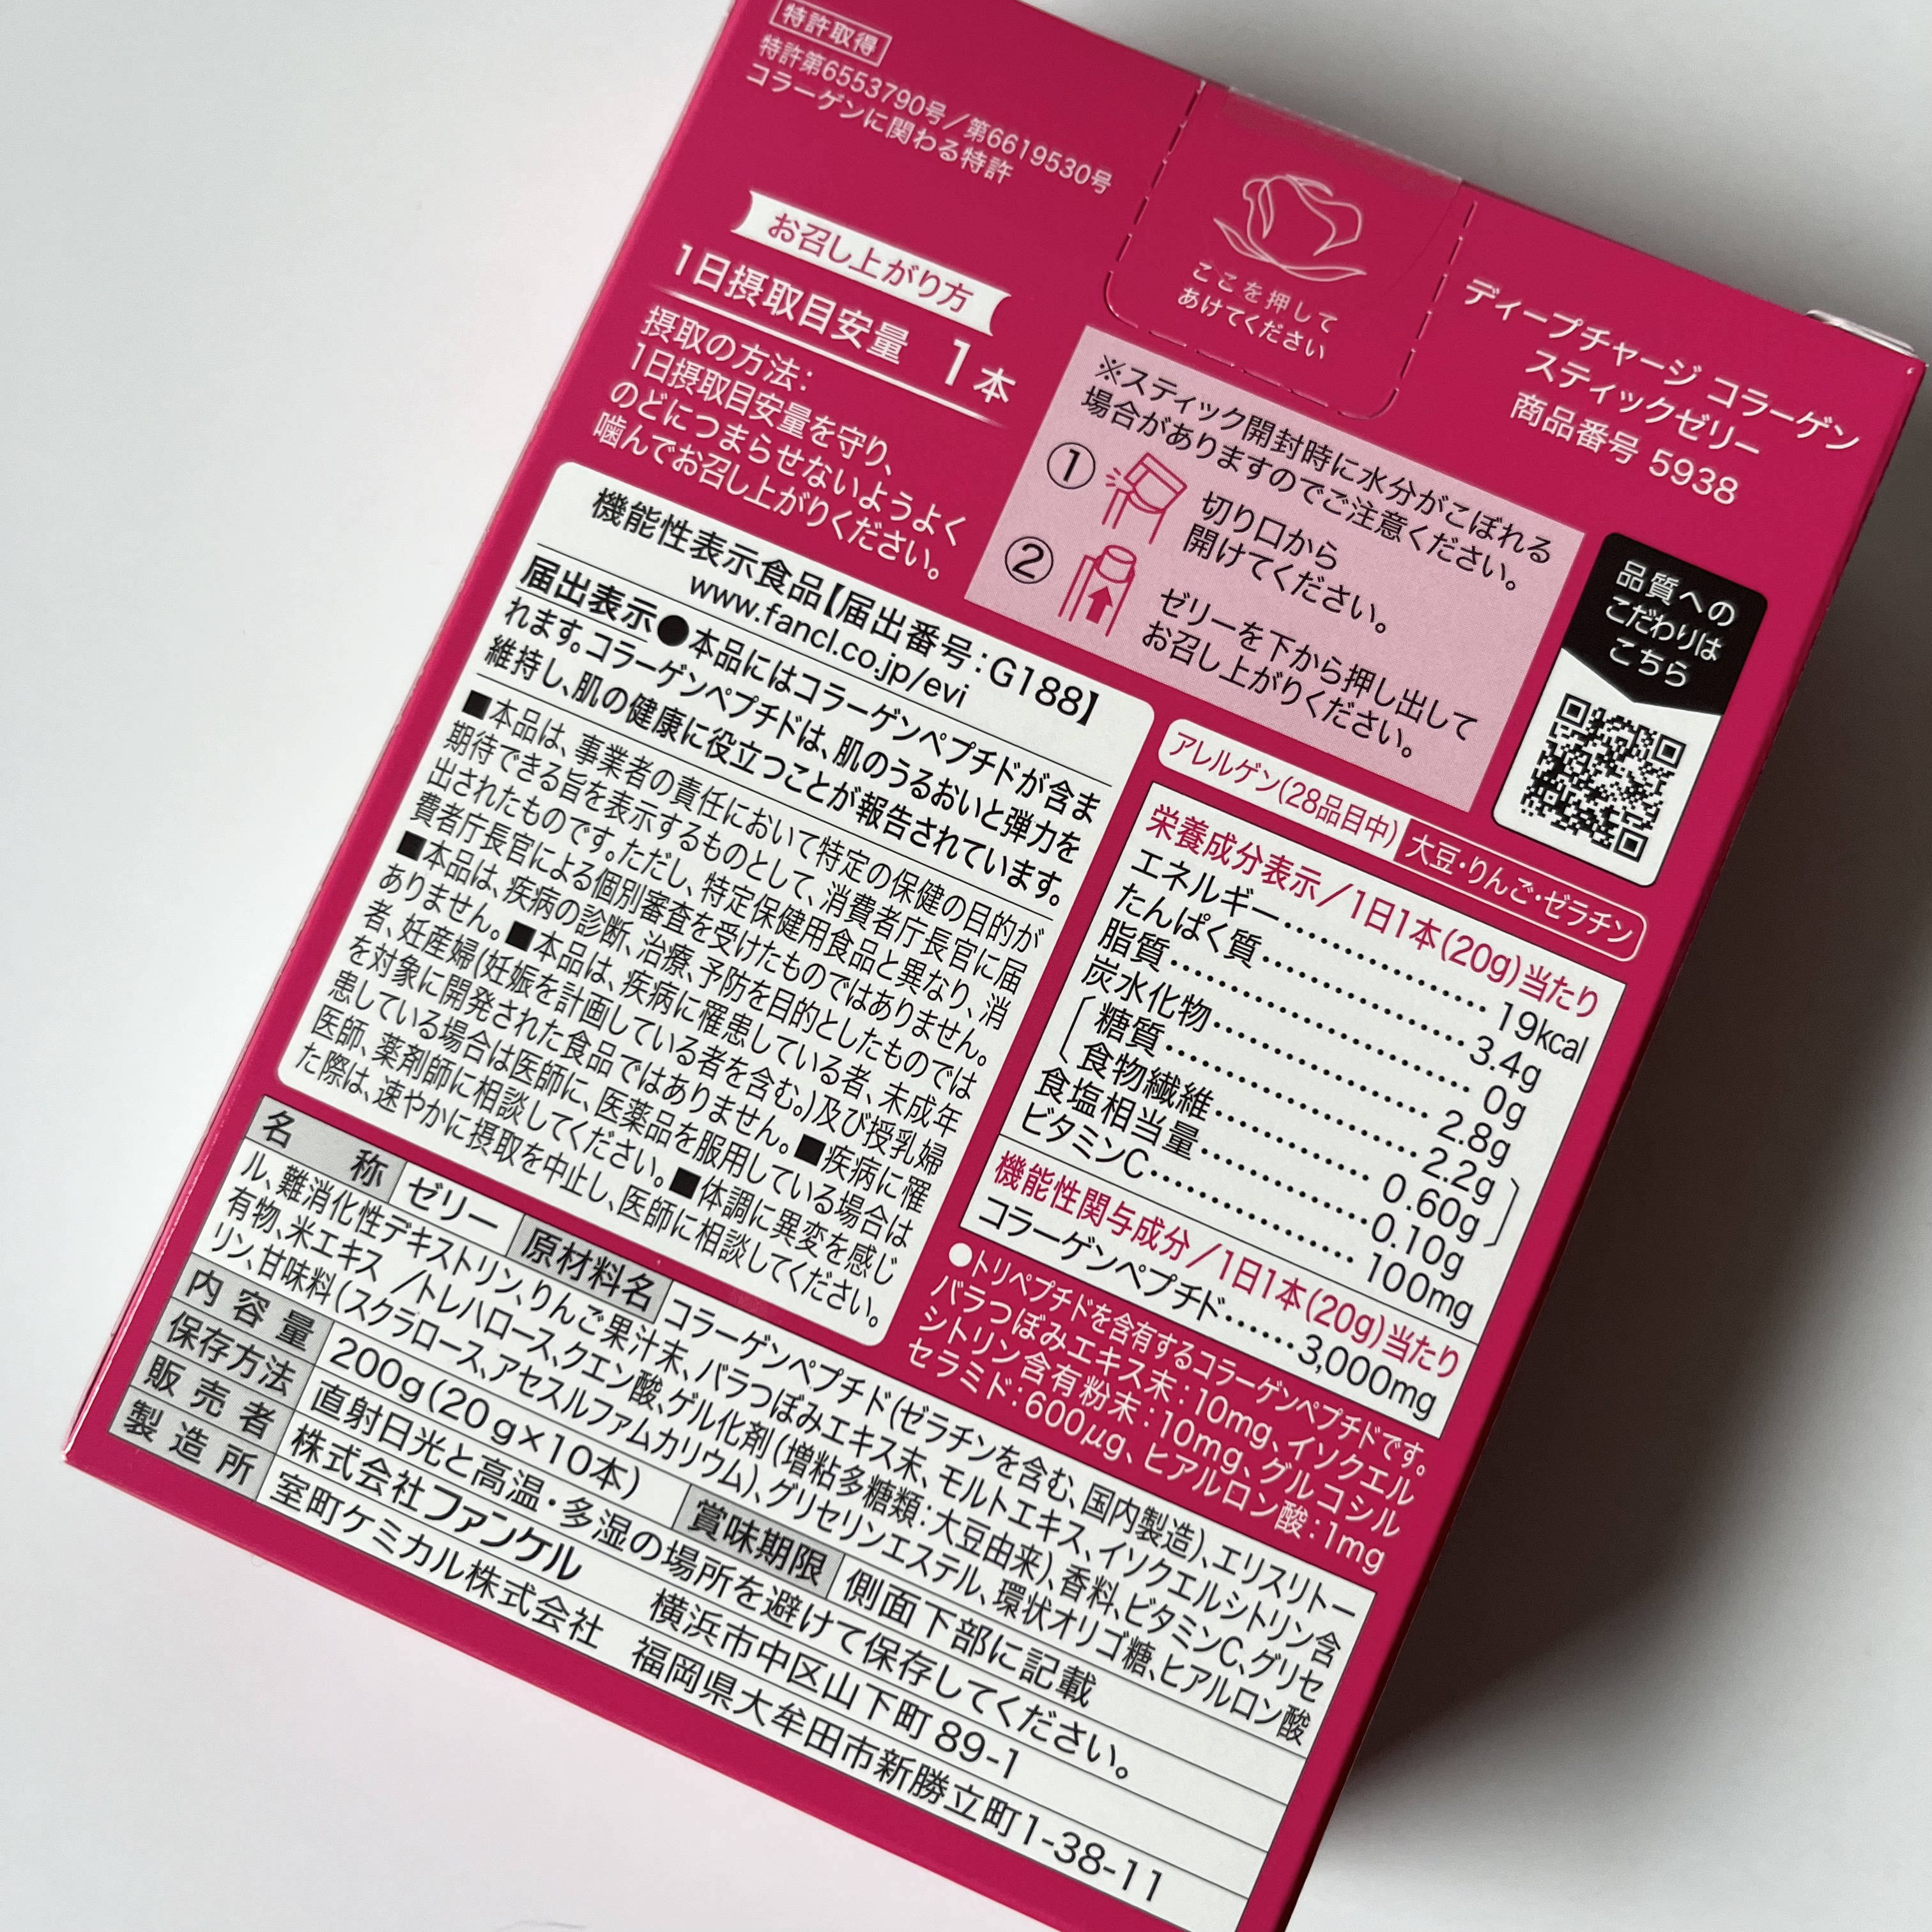 特許取得
特許第6553790号／第6619530号
コラーゲンに関わる特許
ここを押して
あけてください
ディープチャージ コラーゲン
スティックゼリー
商品番号 5938
お召し上がり方
1日摂取目安量 1本
摂取の方法：
1日摂取目安量を守り、
のどにつまらせないようよく
噛んでお召し上がりください。
※スティック開封時に水分がこぼれる
場合がありますのでご注意ください。
① 切り口から
開けてください。
② ゼリーを下から押し出して
お召し上がりください。
品質への
こだわりは
こちら
機能性表示食品【届出番号：G188】
www.fancl.co.jp/evi
届出表示●本品にはコラーゲンペプチドが含ま
れます。コラーゲンペプチドは、肌のうるおいと弾力を
維持し、肌の健康に役立つことが報告されています。
■本品は、事業者の責任において特定の保健の目的が
期待できる旨を表示するものとして、消費者庁長官に届
出されたものです。ただし、特定保健用食品と異なり、消
費者庁長官による個別審査を受けたものではありません。
■本品は、疾病の診断、治療、予防を目的としたものでは
ありません。■本品は、疾病に罹患している者、未成年
者、妊産婦(妊娠を計画している者を含む。)及び授乳婦
を対象に開発された食品ではありません。■疾病に罹
患している場合は医師に、医薬品を服用している場合は
医師、薬剤師に相談してください。■体調に異変を感じ
た際は、速やかに摂取を中止し、医師に相談してください。
アレルゲン(28品目中) 大豆・りんご・ゼラチン
栄養成分表示／1日1本(20g)当たり
エネルギー……………19kcal
たんぱく質……………3.4g
脂質……………0g
炭水化物……………2.8g
糖質……………2.2g
食物繊維……………0.60g
食塩相当量……………0.10g
ビタミンC……………100mg
機能性関与成分／1日1本(20g)当たり
コラーゲンペプチド……3,000mg
●トリペプチドを含有するコラーゲンペプチドです。
バラつぼみエキス末：10mg、イソクエル
シトリン含有粉末：10mg、グルコシル
セラミド：600μg、ヒアルロン酸：1mg
名称 ゼリー 原材料名 コラーゲンペプチド(ゼラチンを含む、国内製造)、エリスリトー
ル、難消化性デキストリン、りんご果汁末、バラつぼみエキス末、モルトエキス、イソクエルシトリン含
有物、米エキス／トレハロース、クエン酸、ゲル化剤(増粘多糖類：大豆由来)、香料、ビタミンC、グリセ
リン、甘味料(スクラロース、アセスルファムカリウム)、グリセリンエステル、環状オリゴ糖、ヒアルロン酸
内容量 200g(20g×10本) 賞味期限 側面下部に記載
保存方法 直射日光と高温・多湿の場所を避けて保存してください。
販売者 株式会社ファンケル 横浜市中区山下町89-1
製造所 室町ケミカル株式会社 福岡県大牟田市新勝立町1-38-11